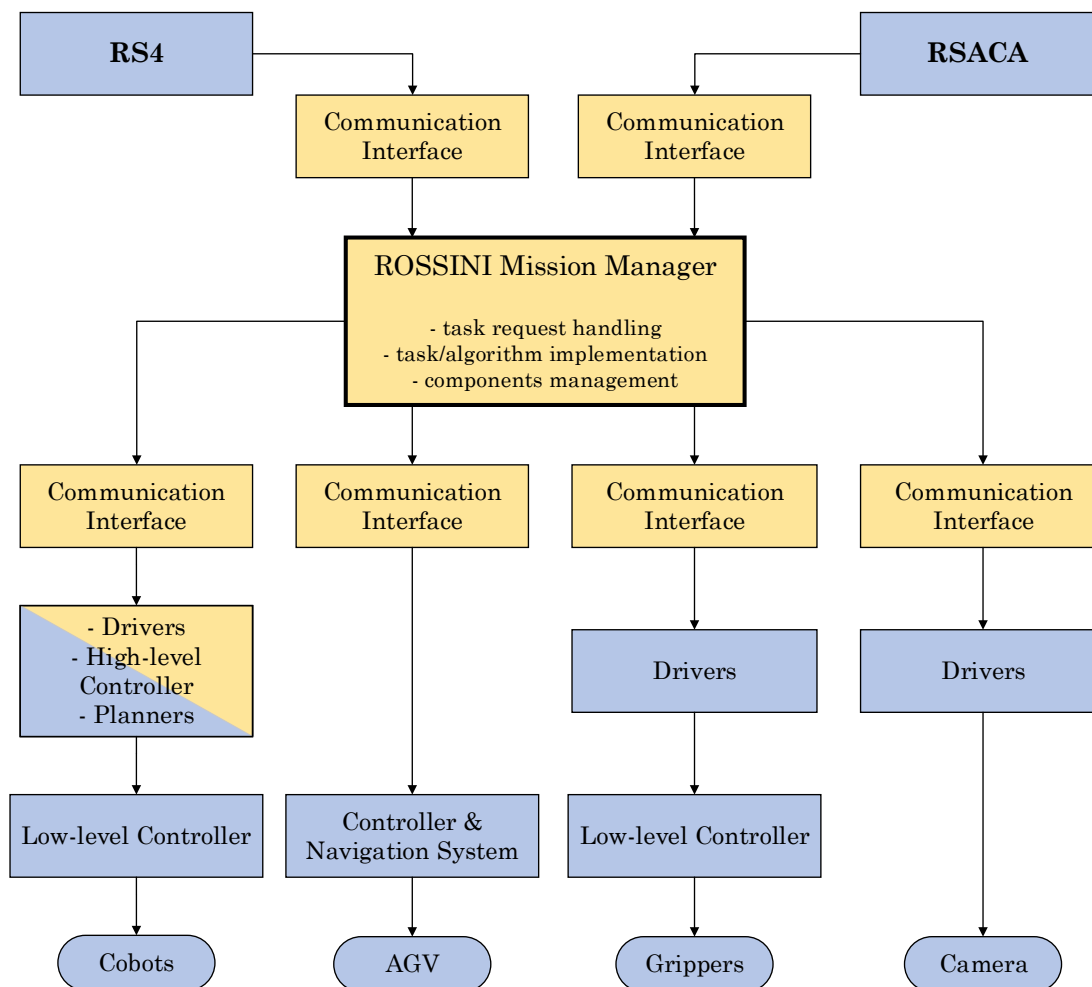 RS4
RSACA
Communication
Interface
Communication
Interface
ROSSINI Mission Manager
- task request handling
- task/algorithm implementation
- components management
Communication
Interface
Communication
Interface
Communication
Interface
Communication
Interface
- Drivers
- High-level
Controller
- Planners
Drivers
Drivers
Low-level Controller
Controller &
Navigation System
Low-level Controller
Cobots
AGV
Grippers
Camera